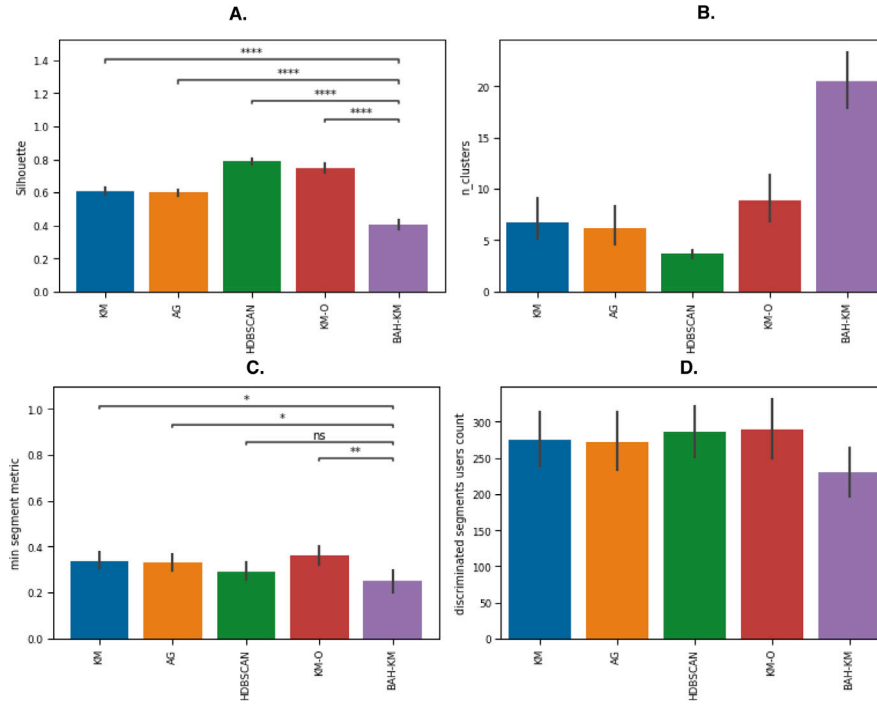 A.
Silhouette
1.4
1.2
1.0
0.8
0.6
0.4
0.2
0.0
****
****
****
****
KM
AG
HDBSCAN
KM-O
BAH-KM
B.
n_clusters
20
15
10
5
0
KM
AG
HDBSCAN
KM-O
BAH-KM
C.
min segment metric
1.0
0.8
0.6
0.4
0.2
0.0
*
*
ns
**
KM
AG
HDBSCAN
KM-O
BAH-KM
D.
discriminated segments users count
300
250
200
150
100
50
0
KM
AG
HDBSCAN
KM-O
BAH-KM